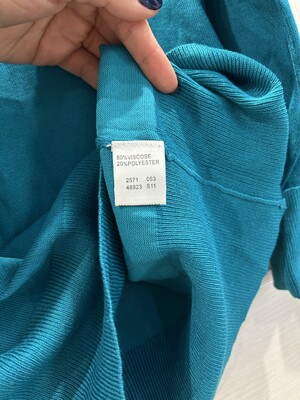 80%VISCOSE
20%POLYESTER
2571 053
48923 S11